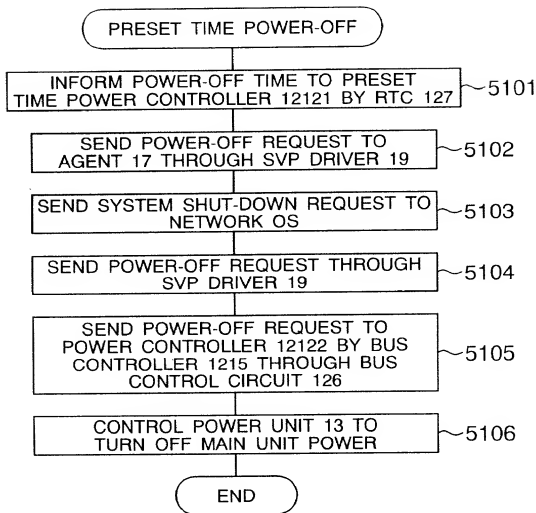 PRESET TIME POWER-OFF
INFORM POWER-OFF TIME TO PRESET
TIME POWER CONTROLLER 12121 BY RTC 127
5101
SEND POWER-OFF REQUEST TO
AGENT 17 THROUGH SVP DRIVER 19
5102
SEND SYSTEM SHUT-DOWN REQUEST TO
NETWORK OS
5103
SEND POWER-OFF REQUEST THROUGH
SVP DRIVER 19
5104
SEND POWER-OFF REQUEST TO
POWER CONTROLLER 12122 BY BUS
CONTROLLER 1215 THROUGH BUS
CONTROL CIRCUIT 126
5105
CONTROL POWER UNIT 13 TO
TURN OFF MAIN UNIT POWER
5106
END